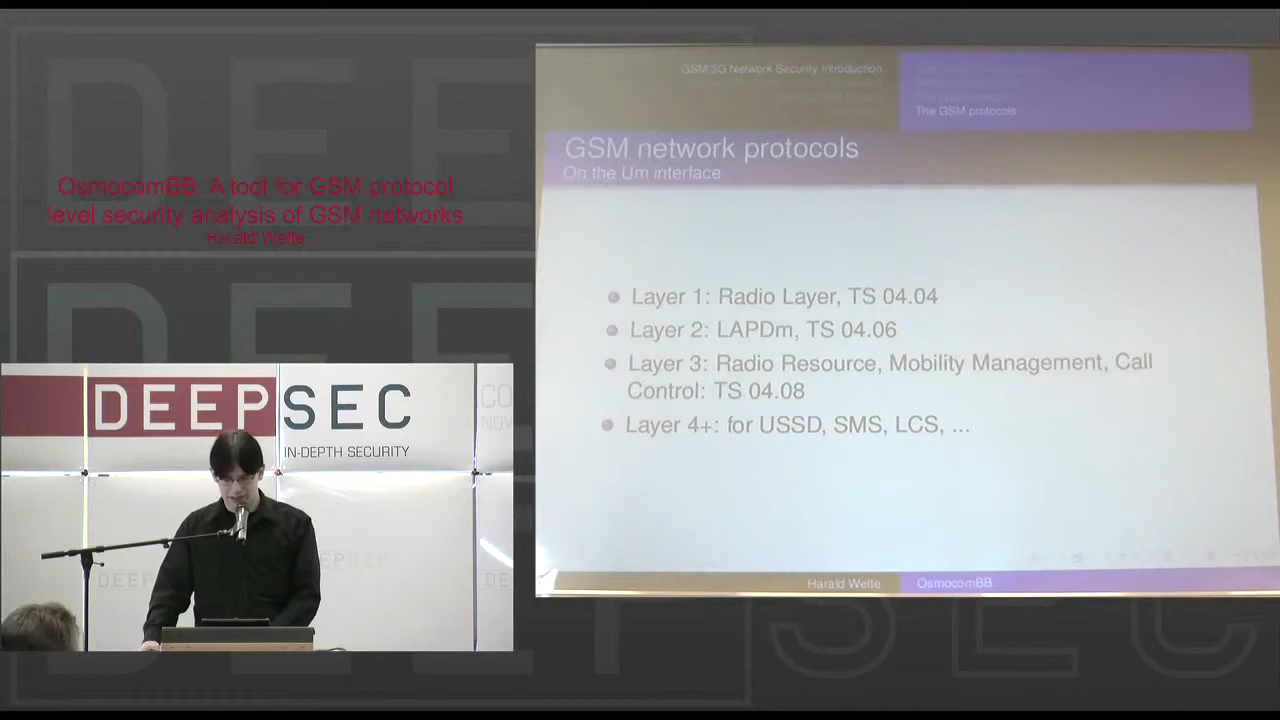 OsmocomBB: A tool for GSM protocol
level security analysis of GSM networks
Harald Welte
DEEPSEC
IN-DEPTH SECURITY
GSM/3G Network Security Introduction
The GSM protocols
GSM network protocols
On the Um interface
Layer 1: Radio Layer, TS 04.04
Layer 2: LAPDm, TS 04.06
Layer 3: Radio Resource, Mobility Management, Call
Control: TS 04.08
Layer 4+: for USSD, SMS, LCS, ...
Harald Welte
OsmocomBB